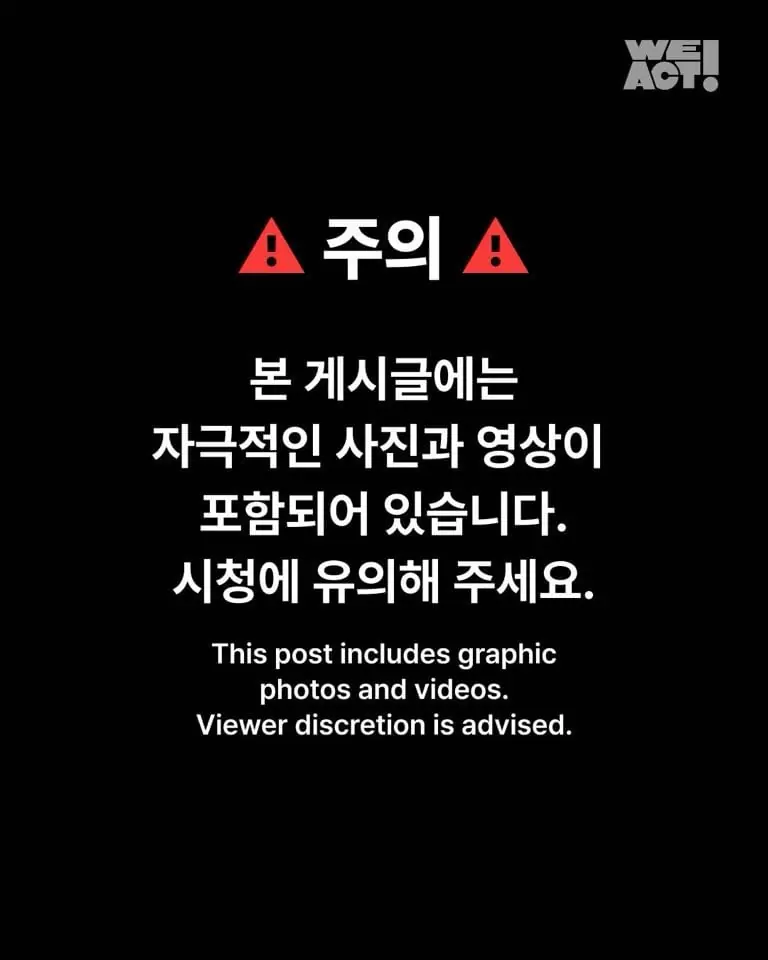 WE
ACT!
주의
본 게시글에는
자극적인 사진과 영상이
포함되어 있습니다.
시청에 유의해 주세요.
This post includes graphic
photos and videos.
Viewer discretion is advised.